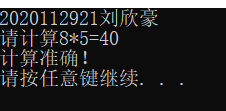 2020112921刘欣豪
请计算8*5=40
计算准确！
请按任意键继续. . .